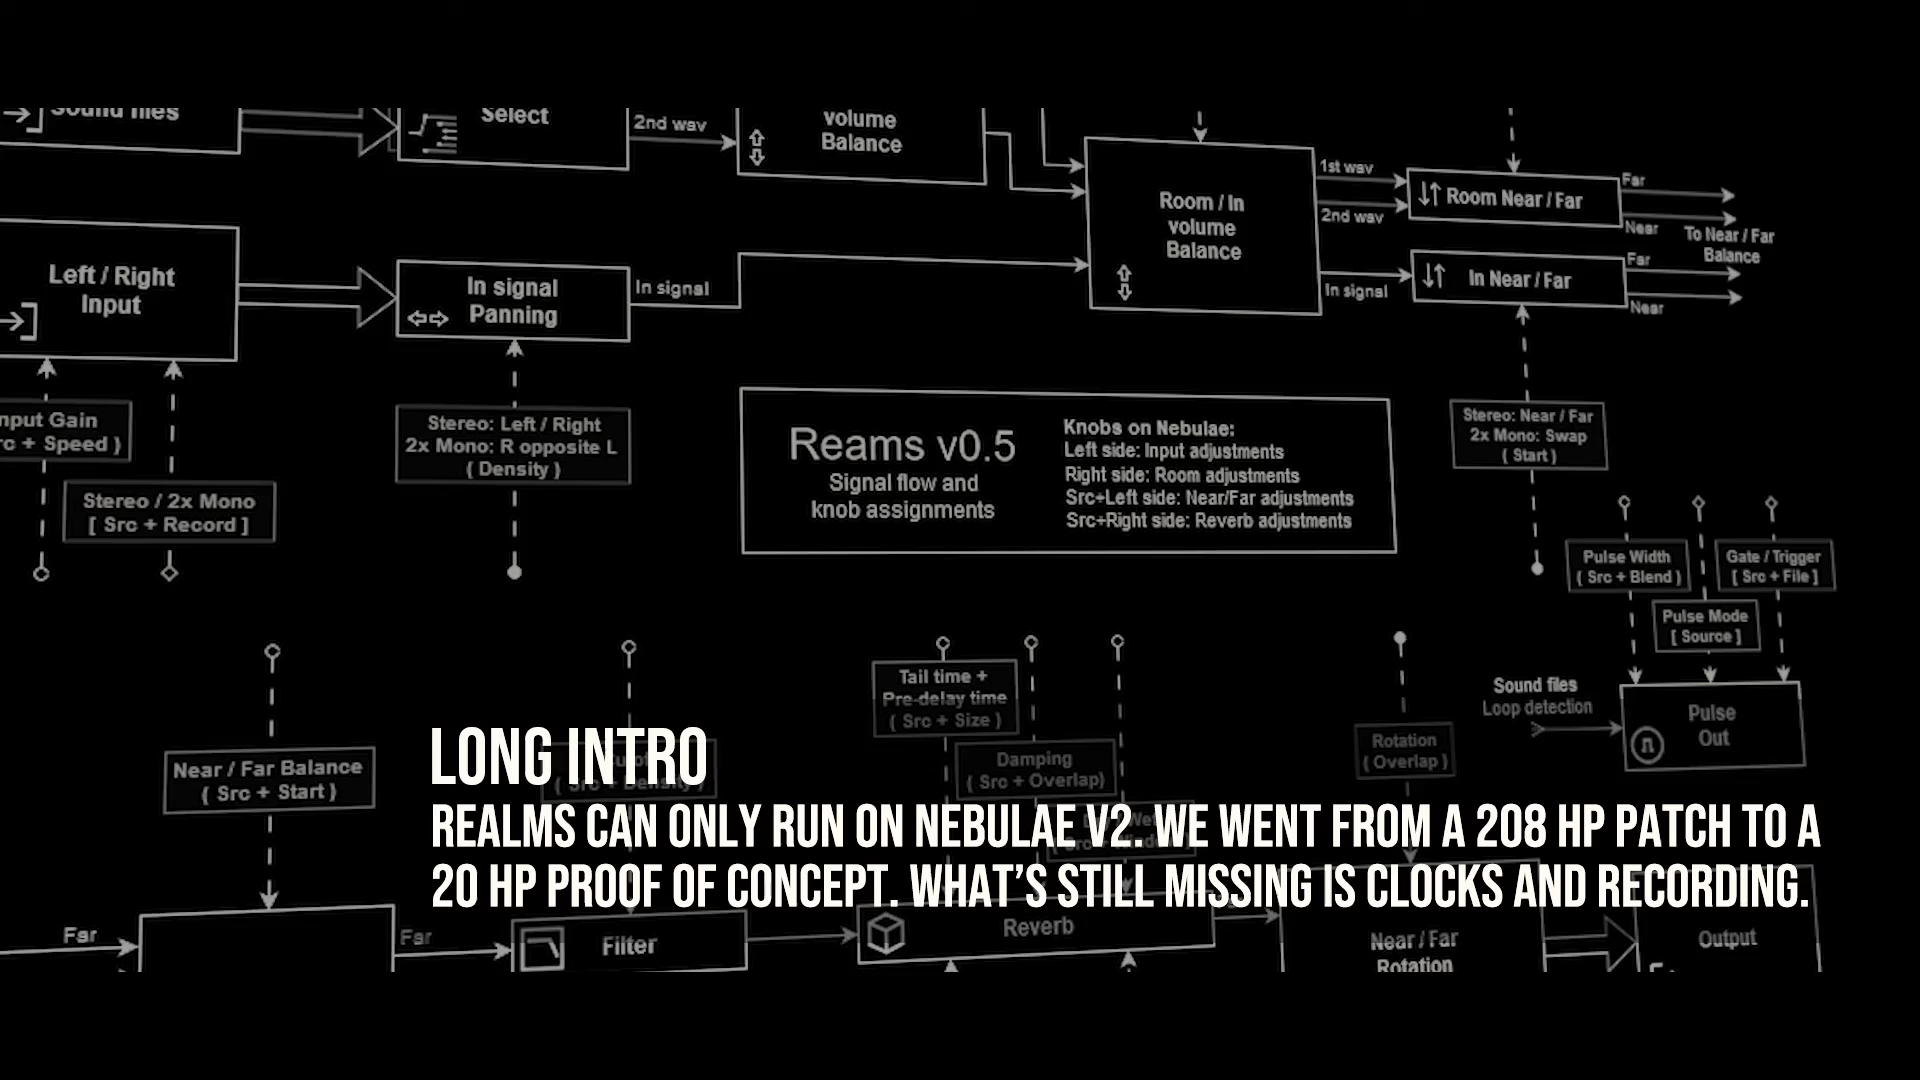 Sound files
Select
2nd wav
volume
Balance
Room / In
volume
Balance
1st wav
2nd wav
In signal
Room Near / Far
Far
Near
To Near / Far
Balance
In Near / Far
Far
Near
Left / Right
Input
In signal
Panning
In signal
Input Gain
Src + Speed )
Stereo / 2x Mono
[ Src + Record ]
Stereo: Left / Right
2x Mono: R opposite L
( Density )
Reams v0.5
Signal flow and
knob assignments
Knobs on Nebulae:
Left side: Input adjustments
Right side: Room adjustments
Src+Left side: Near/Far adjustments
Src+Right side: Reverb adjustments
Stereo: Near / Far
2x Mono: Swap
( Start )
Pulse Width
( Src + Blend )
Gate / Trigger
[ Src + File ]
Pulse Mode
[ Source ]
Sound files
Loop detection
Pulse
Out
Tail time +
Pre-delay time
( Src + Size )
Damping
( Src + Overlap)
Rotation
( Overlap )
Near / Far Balance
( Src + Start )
LONG INTRO
REALMS CAN ONLY RUN ON NEBULAE V2. WE WENT FROM A 208 HP PATCH TO A
20 HP PROOF OF CONCEPT. WHAT'S STILL MISSING IS CLOCKS AND RECORDING.
Far
Far
Filter
Reverb
Near / Far
Rotation
Output